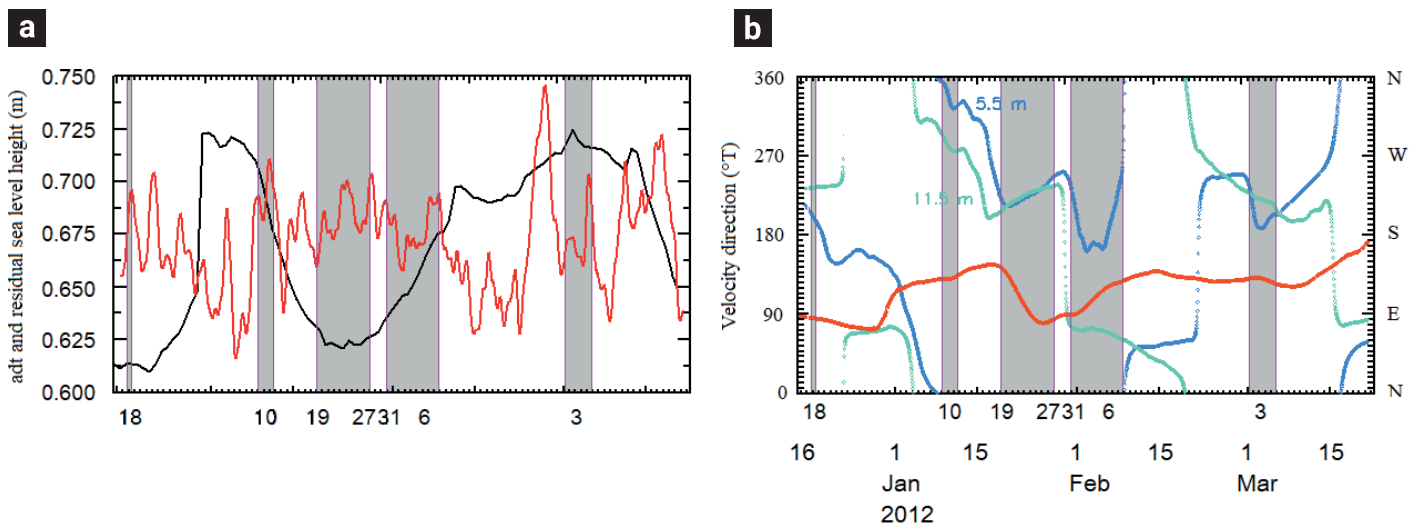 a
adt and residual sea level height (m)
0.750
0.725
0.700
0.675
0.650
0.625
0.600
18 10 19 27 31 6 3
b
Velocity direction (°T)
360
270
180
90
0
5.5 m
11.5 m
N
W
S
E
N
18 10 19 27 31 6 3
16 1 15 1 15 1 15
Jan Feb Mar
2012